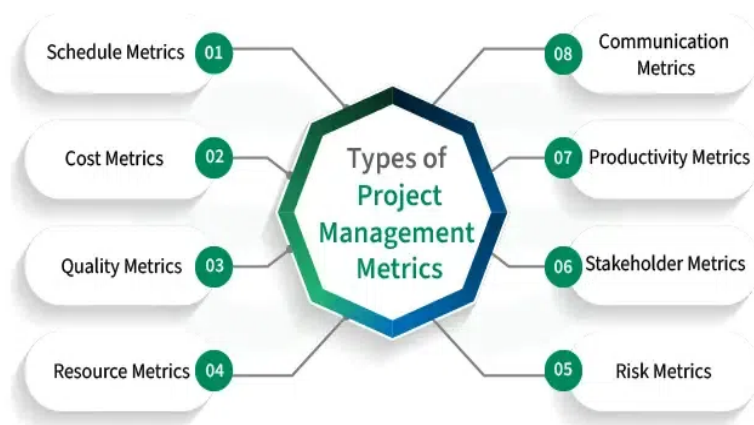 Types of
Project
Management
Metrics
Schedule Metrics 01
Cost Metrics 02
Quality Metrics 03
Resource Metrics 04
05 Risk Metrics
06 Stakeholder Metrics
07 Productivity Metrics
08 Communication
Metrics